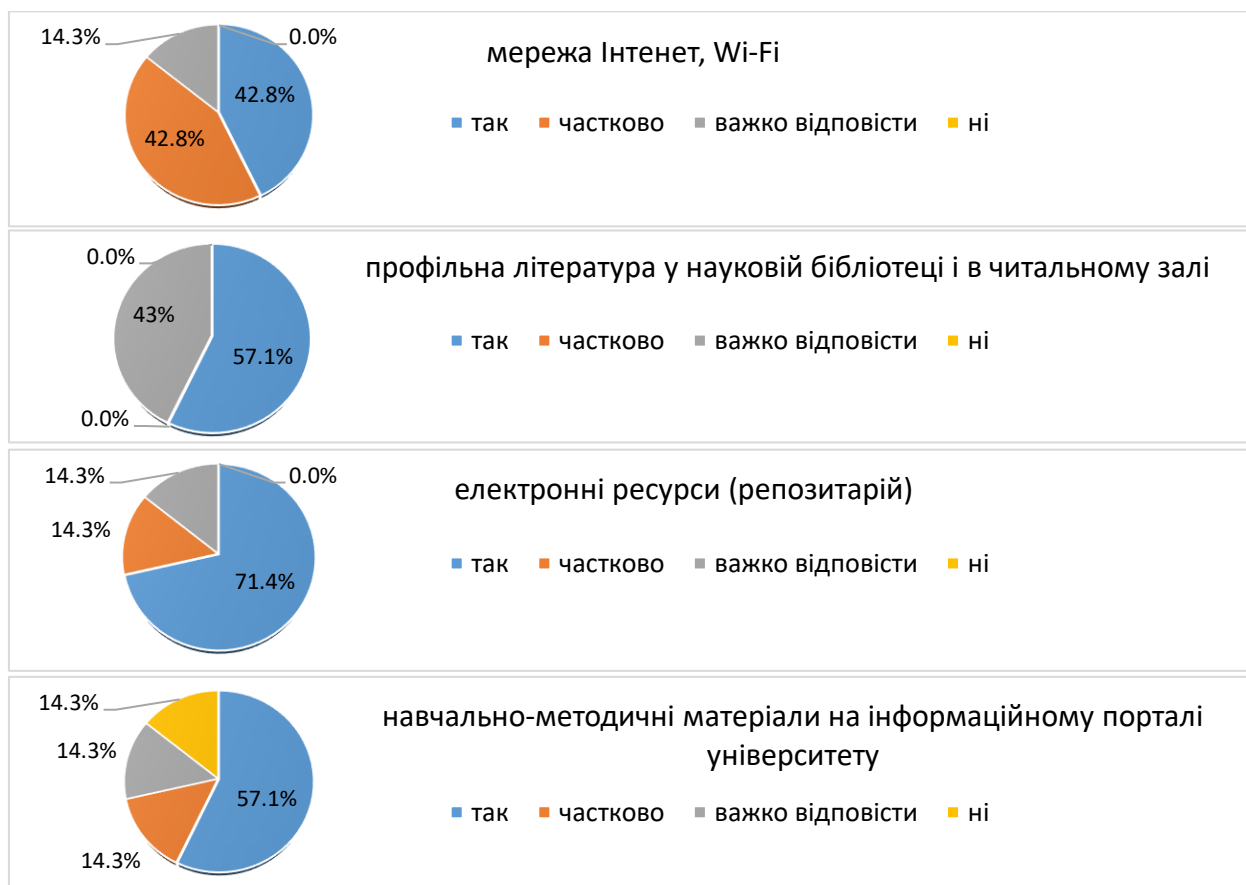 14.3%
0.0%
мережа Інтенет, Wi-Fi
42.8%
42.8%
так частково важко відповісти ні
0.0%
профільна література у науковій бібліотеці і в читальному залі
43%
57.1%
так частково важко відповісти ні
0.0%
14.3%
0.0%
електронні ресурси (репозитарій)
14.3%
71.4%
так частково важко відповісти ні
14.3%
навчально-методичні матеріали на інформаційному порталі
університету
14.3%
57.1%
14.3%
так частково важко відповісти ні